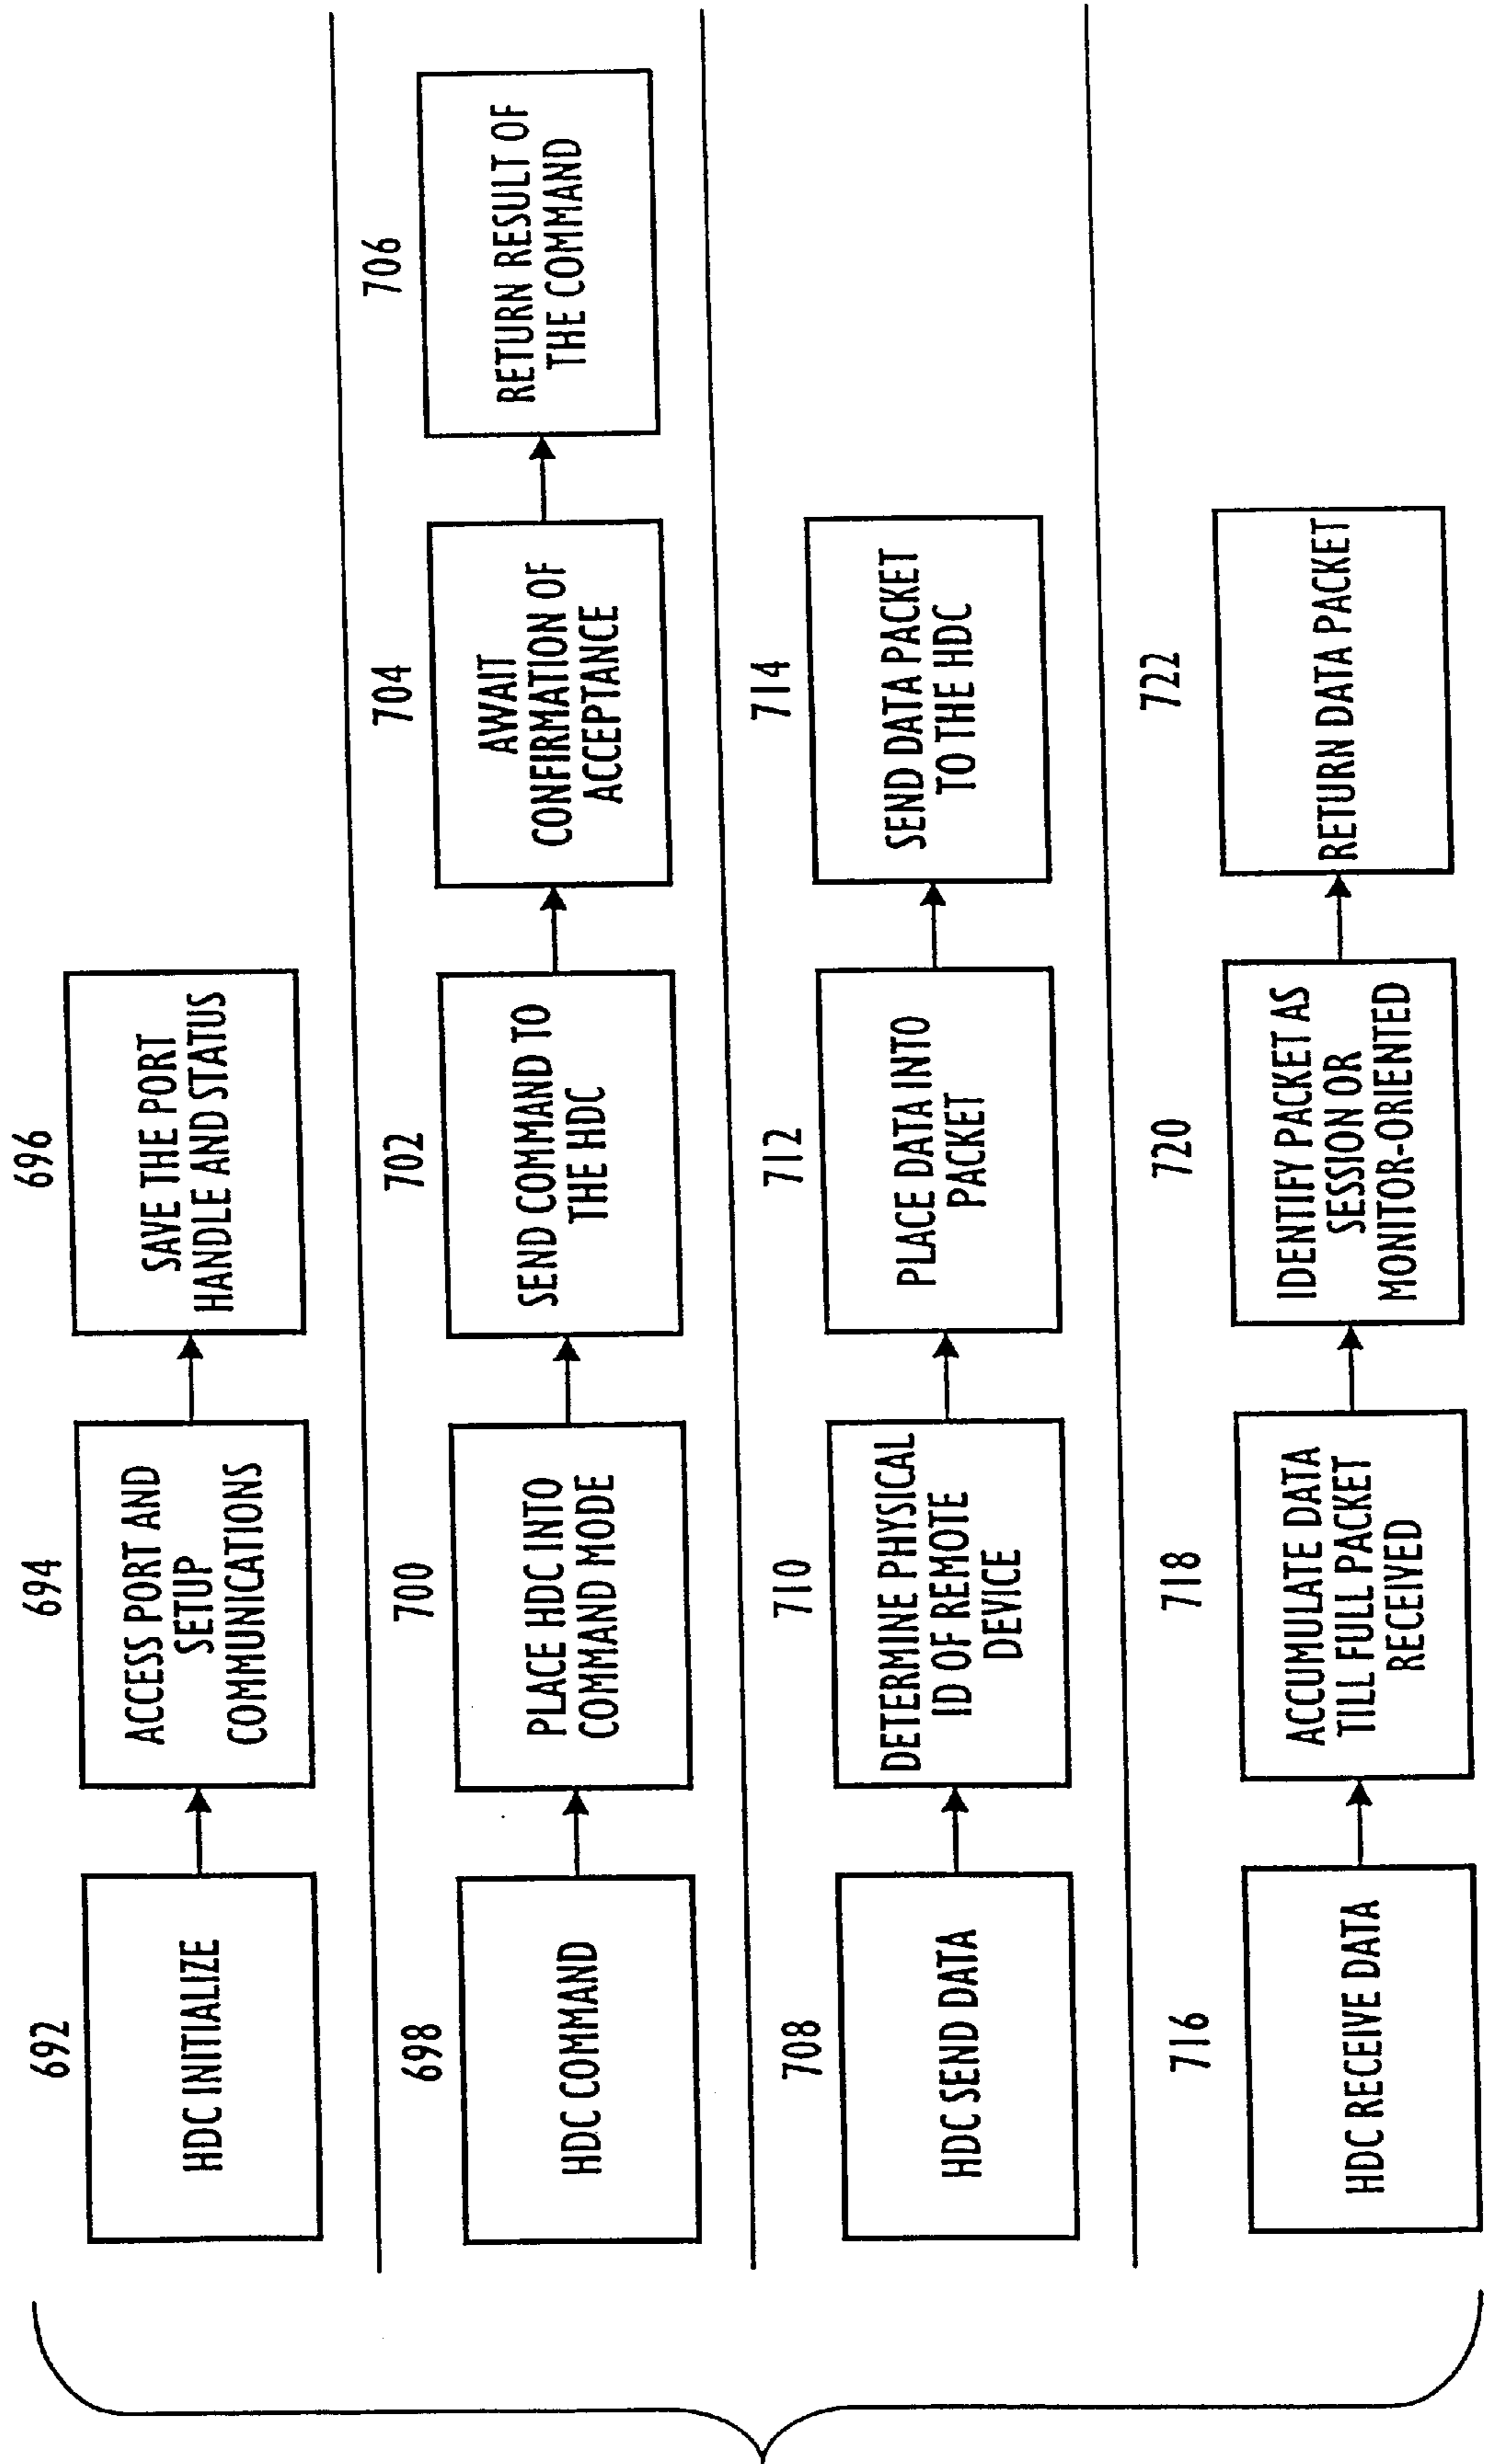 692
HDC INITIALIZE
694
ACCESS PORT AND
SETUP
COMMUNICATIONS
696
SAVE THE PORT
HANDLE AND STATUS
698
HDC COMMAND
700
PLACE HDC INTO
COMMAND MODE
702
SEND COMMAND TO
THE HDC
704
AWAIT
CONFIRMATION OF
ACCEPTANCE
706
RETURN RESULT OF
THE COMMAND
708
HDC SEND DATA
710
DETERMINE PHYSICAL
ID OF REMOTE
DEVICE
712
PLACE DATA INTO
PACKET
714
SEND DATA PACKET
TO THE HDC
716
HDC RECEIVE DATA
718
ACCUMULATE DATA
TILL FULL PACKET
RECEIVED
720
IDENTIFY PACKET AS
SESSION OR
MONITOR-ORIENTED
722
RETURN DATA PACKET